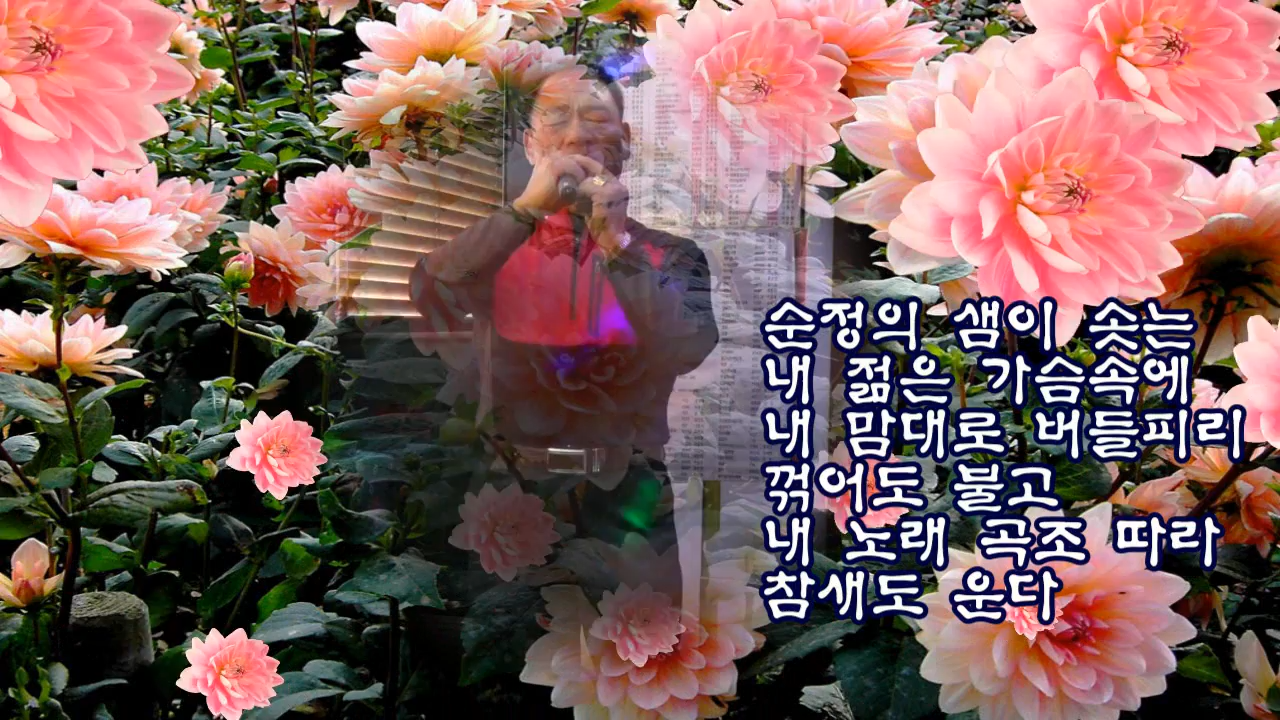 순정의 샘이 솟는
내 젊은 가슴속에
내 맘대로 버들피리
꺾어도 불고
내 노래 곡조 따라
참새도 운다